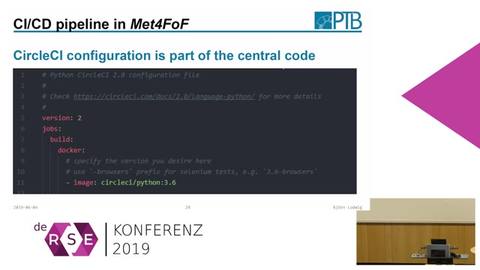 CI/CD pipeline in Met4FoF
PTB
CircleCI configuration is part of the central code
1 # Python CircleCI 2.0 configuration file
2 #
3 # Check https://circleci.com/docs/2.0/language-python/ for more details
4 #
5 version: 2
6 jobs:
7 build:
8 docker:
9 # specify the version you desire here
10 # use `-browsers` prefix for selenium tests, e.g. `3.6-browsers`
11 - image: circleci/python:3.6
2019-06-04
Björn Ludwig
de
RSE
KONFERENZ
2019